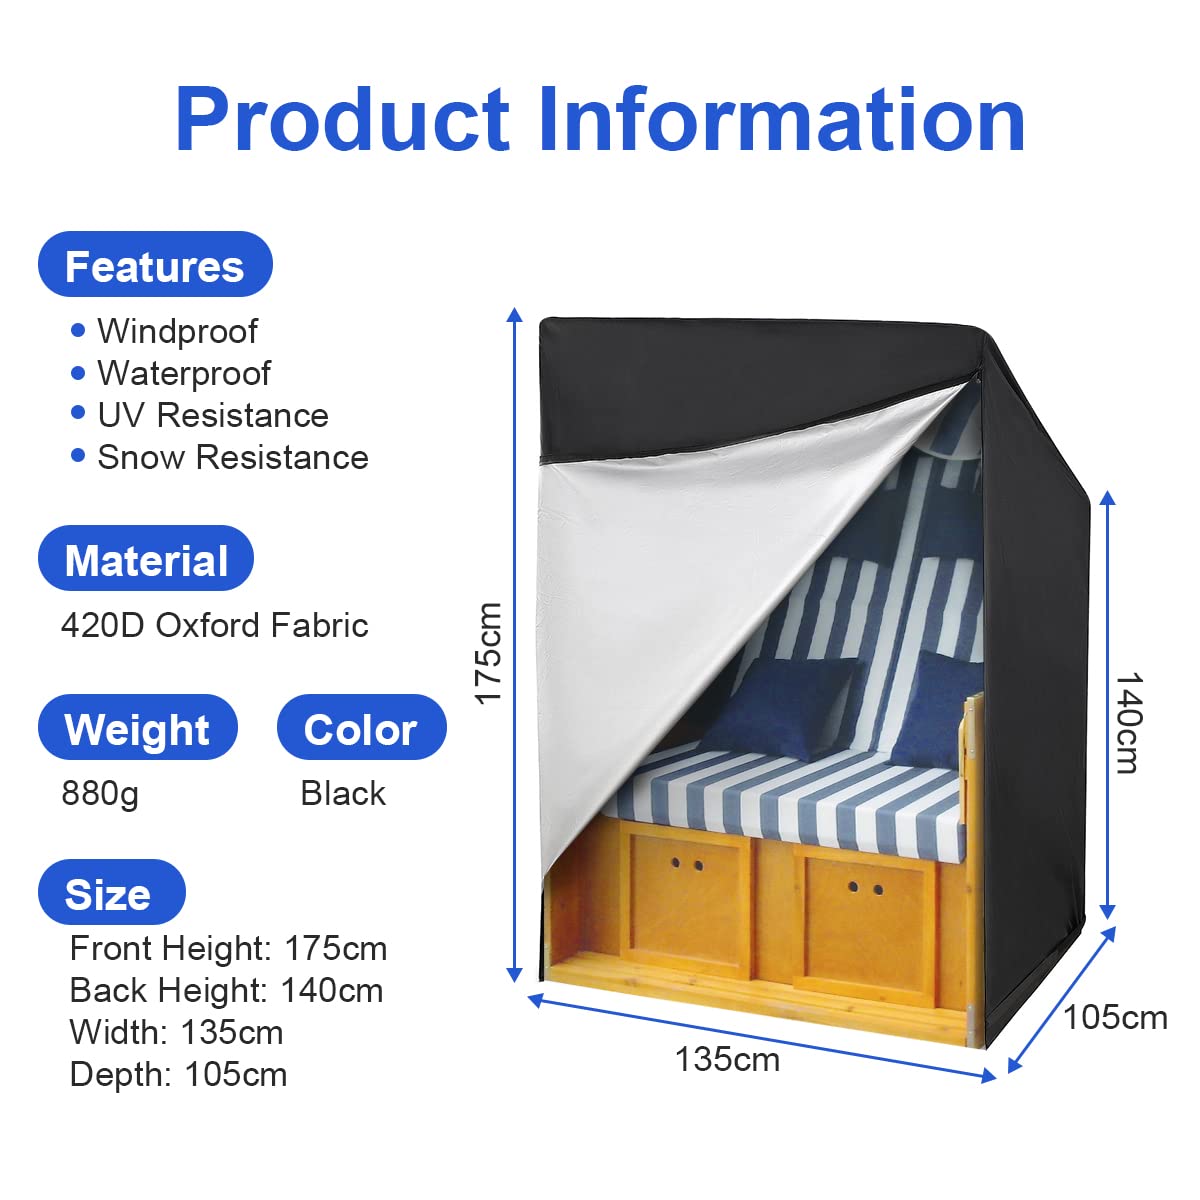 Product Information
Features
Windproof
Waterproof
UV Resistance
Snow Resistance
Material
420D Oxford Fabric
Weight
880g
Color
Black
Size
Front Height: 175cm
Back Height: 140cm
Width: 135cm
Depth: 105cm
175cm
140cm
105cm
135cm